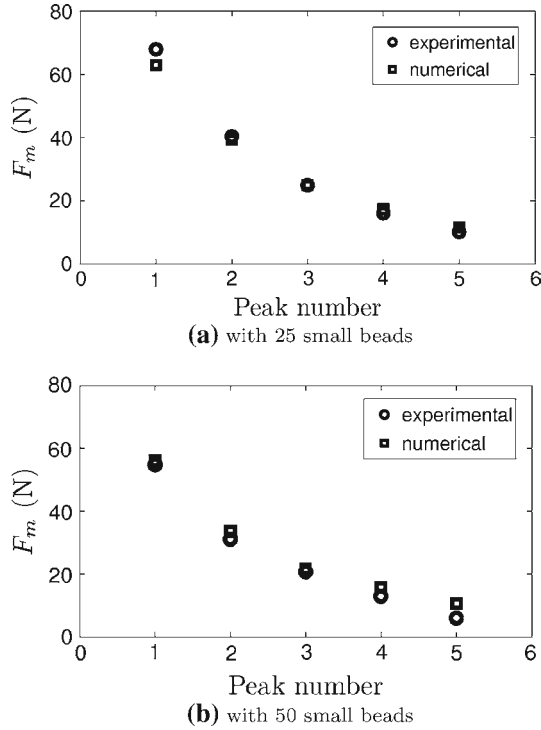 80
60
40
20
0
F_m (N)
experimental
numerical
0 1 2 3 4 5 6
Peak number
(a) with 25 small beads
80
60
40
20
0
F_m (N)
experimental
numerical
0 1 2 3 4 5 6
Peak number
(b) with 50 small beads